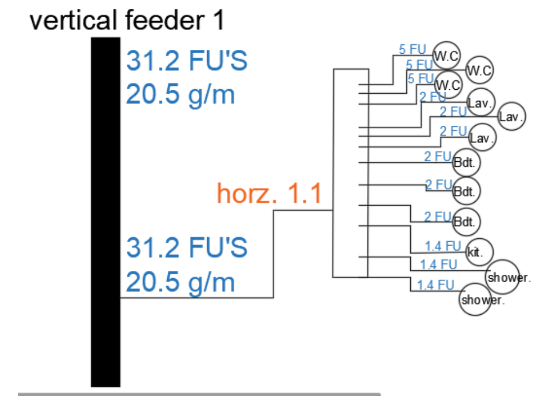 vertical feeder 1
31.2 FU'S
20.5 g/m
5 FU W.C
5 FU W.C
5 FU W.C
2 FU Lav.
2 FU Lav.
2 FU Lav.
2 FU Bdt.
2 FU Bdt.
2 FU Bdt.
horz. 1.1
31.2 FU'S
20.5 g/m
1.4 FU kit.
1.4 FU shower.
1.4 FU shower.